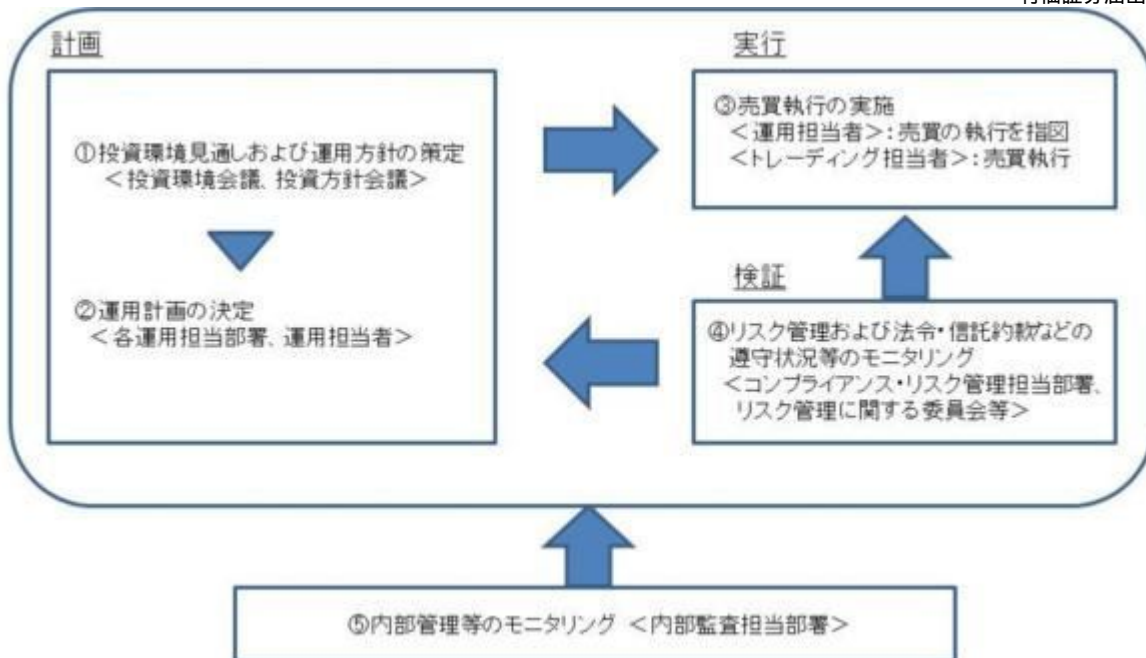 計画
①投資環境見通しおよび運用方針の策定
＜投資環境会議、投資方針会議＞
②運用計画の決定
＜各運用担当部署、運用担当者＞
実行
③売買執行の実施
＜運用担当者＞：売買の執行を指図
＜トレーディング担当者＞：売買執行
検証
④リスク管理および法令・信託約款などの
遵守状況等のモニタリング
＜コンプライアンス・リスク管理担当部署、
リスク管理に関する委員会等＞
⑤内部管理等のモニタリング ＜内部監査担当部署＞